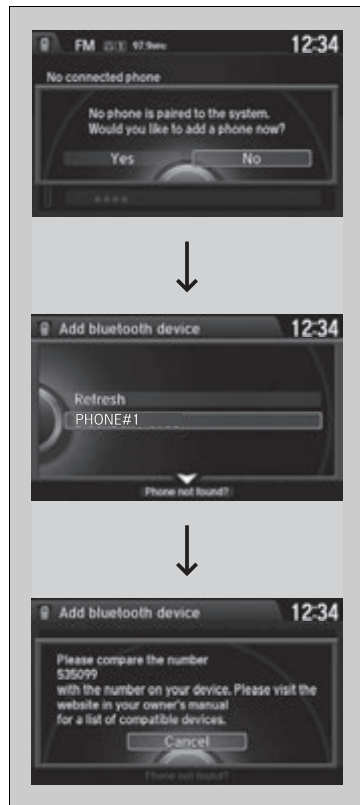 FM 97.9MHz 12:34
No connected phone
No phone is paired to the system.
Would you like to add a phone now?
Yes No
Add bluetooth device 12:34
Refresh
PHONE#1
Phone not found?
Add bluetooth device 12:34
Please compare the number
535099
with the number on your device. Please visit the
website in your owner's manual
for a list of compatible devices.
Cancel
Phone not found?